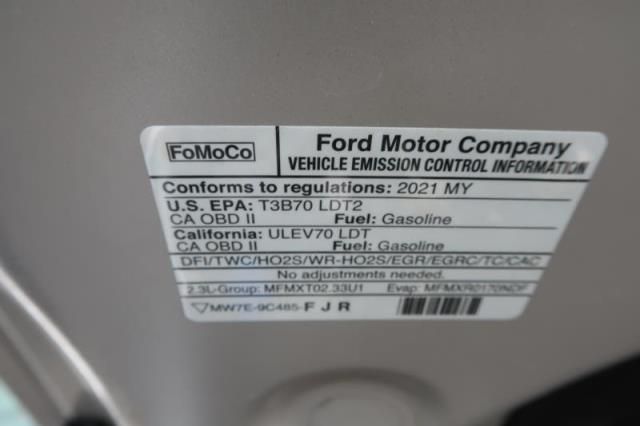 FoMoCo
Ford Motor Company
VEHICLE EMISSION CONTROL INFORMATION
Conforms to regulations: 2021 MY
U.S. EPA: T3B70 LDT2
CA OBD II Fuel: Gasoline
California: ULEV70 LDT
CA OBD II Fuel: Gasoline
DFI/TWC/HO2S/WR-HO2S/EGR/EGRC/TC/CAC
No adjustments needed.
2.3L-Group: MFMXT02.33U1 Evap: MFMXR0170NDF
MW7E-9C485-F J R